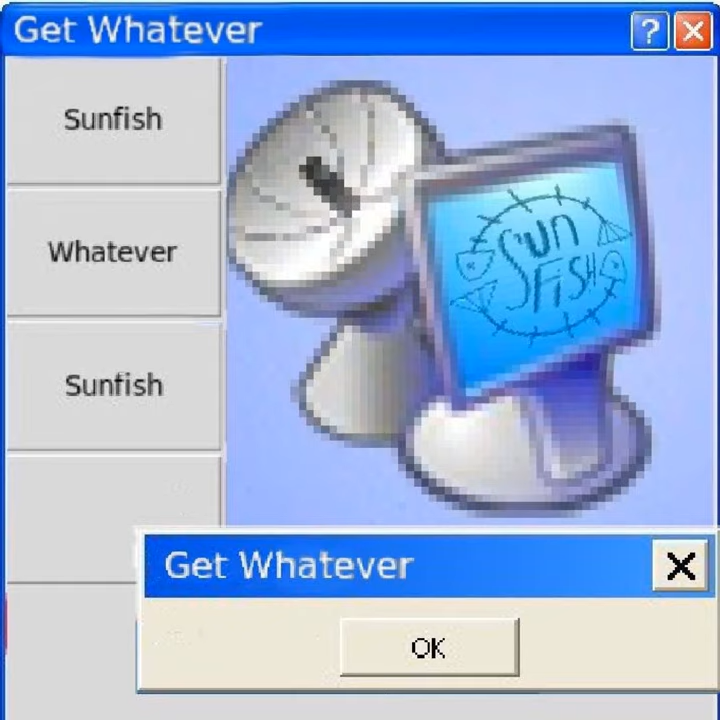 Get Whatever
Sunfish
Whatever
Sunfish
Sun
FiSH
Get Whatever
OK